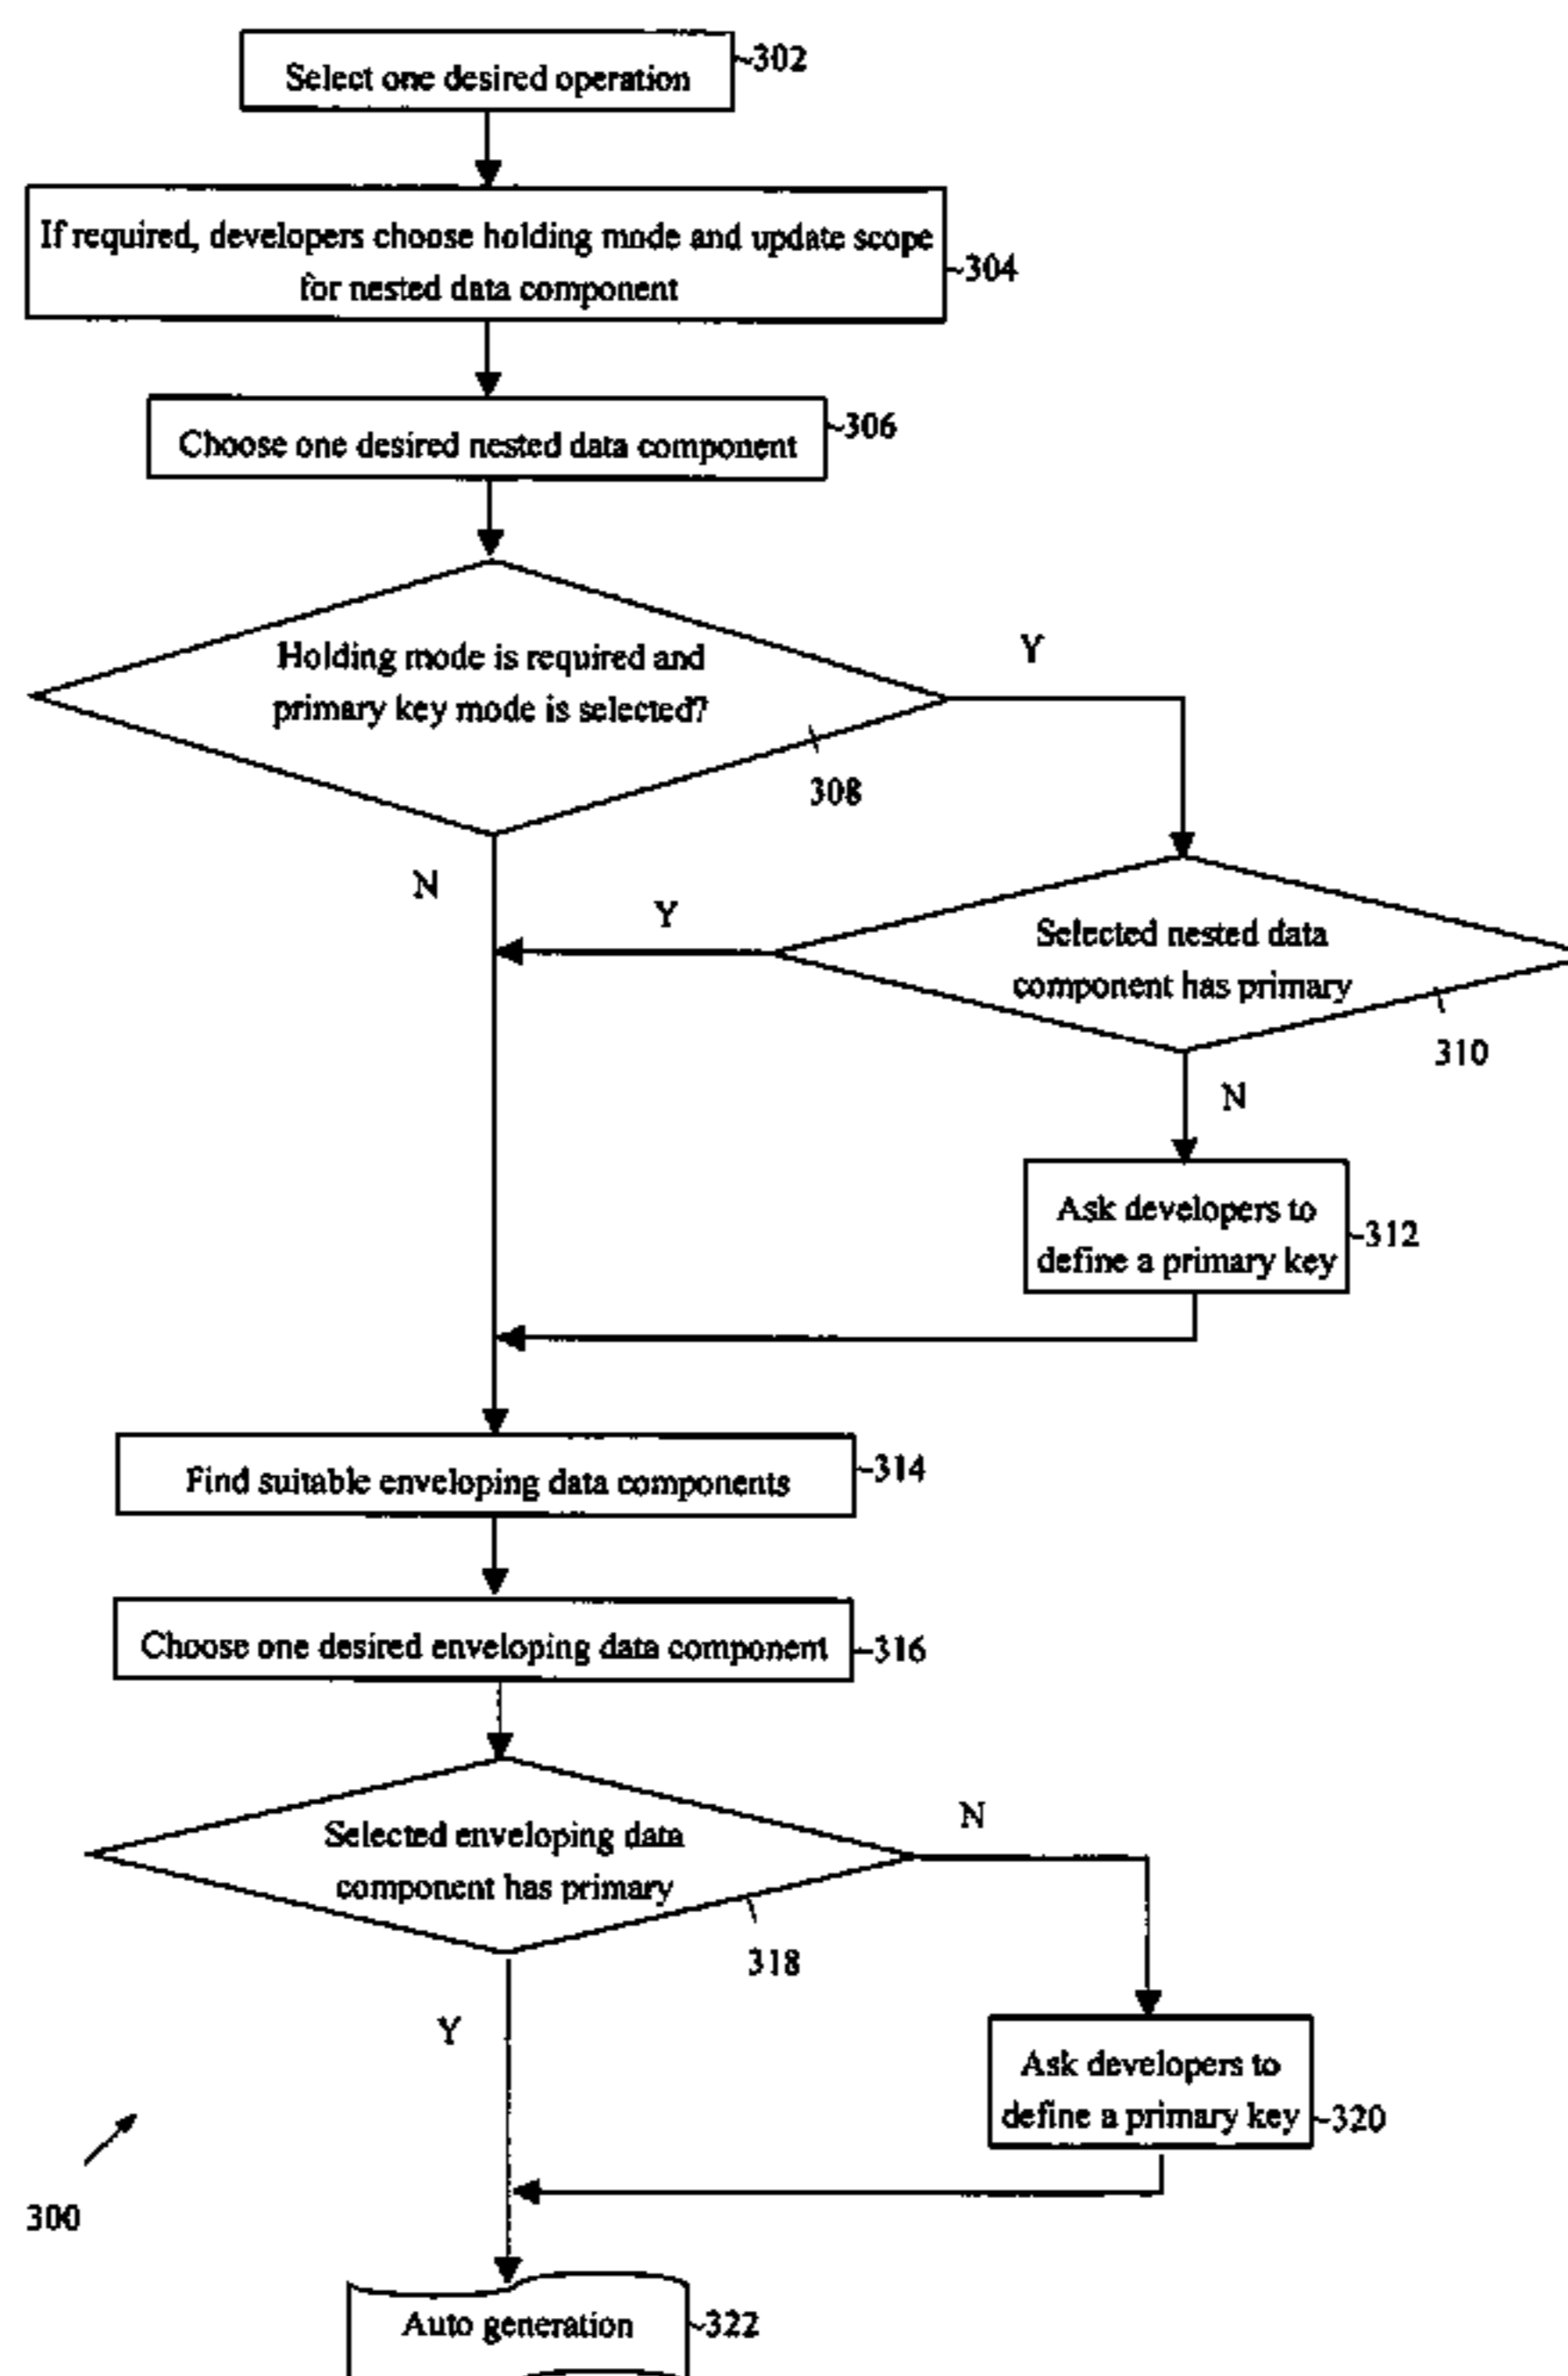 Select one desired operation
302
If required, developers choose holding mode and update scope
for nested data component
304
Choose one desired nested data component
306
Holding mode is required and
primary key mode is selected?
308
Y
N
Selected nested data
component has primary
310
Y
N
Ask developers to
define a primary key
312
Find suitable enveloping data components
314
Choose one desired enveloping data component
316
Selected enveloping data
component has primary
318
N
Y
Ask developers to
define a primary key
320
300
Auto generation
322